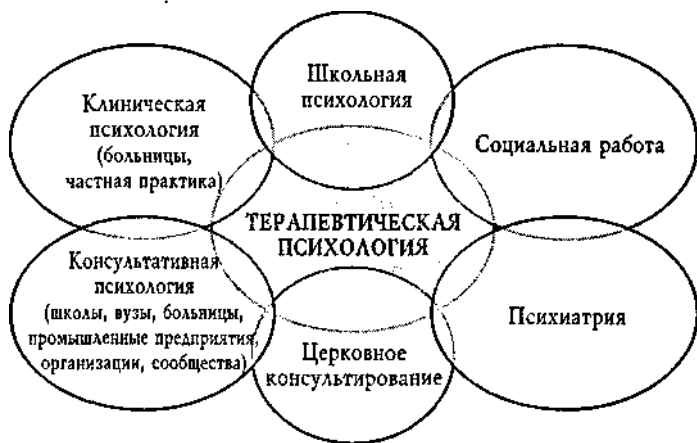 Школьная
психология
Клиническая
психология
(больницы,
частная практика)
Социальная работа
ТЕРАПЕВТИЧЕСКАЯ
ПСИХОЛОГИЯ
Консультативная
психология
(школы, вузы, больницы,
промышленные предприятия,
организации, сообщества)
Психиатрия
Церковное
консультирование